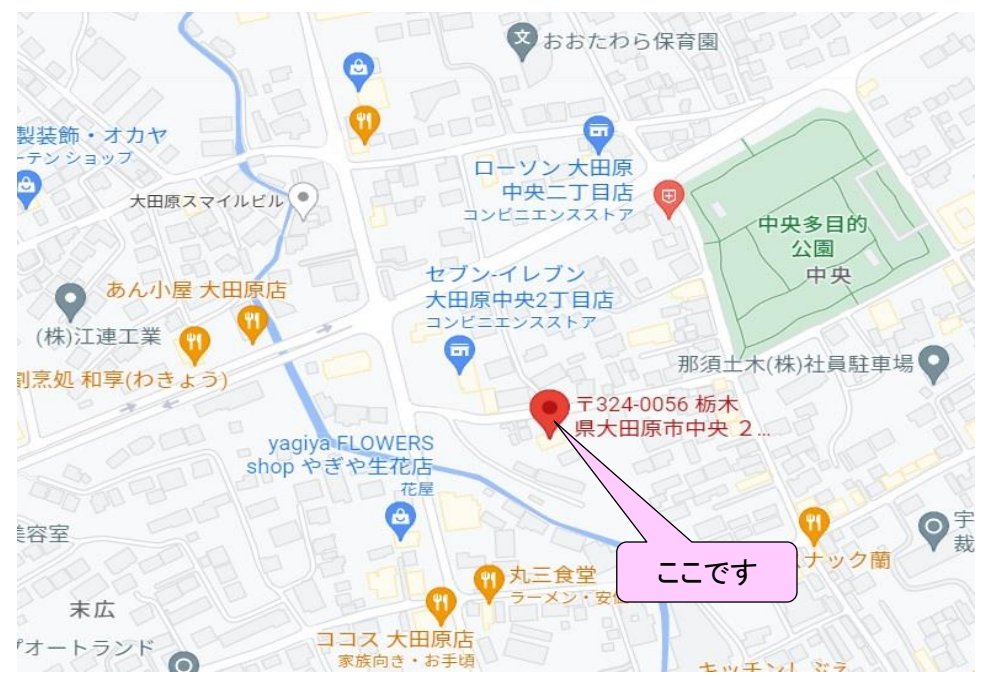 おおたわら保育園
製装飾・オカヤ
ーテン ショップ
ローソン 大田原
中央二丁目店
コンビニエンスストア
大田原スマイルビル
中央多目的
公園
中央
セブン-イレブン
大田原中央2丁目店
コンビニエンスストア
あん小屋 大田原店
(株)江連工業
割烹処 和享(わきょう)
那須土木(株)社員駐車場
〒324-0056 栃木
県大田原市中央 2...
yagiya FLOWERS
shop やぎや生花店
花屋
美容室
宇
裁
ここです
スナック蘭
丸三食堂
ラーメン・安価
末広
プオートランド
ココス 大田原店
家族向き・お手頃
キッチンしぶえ